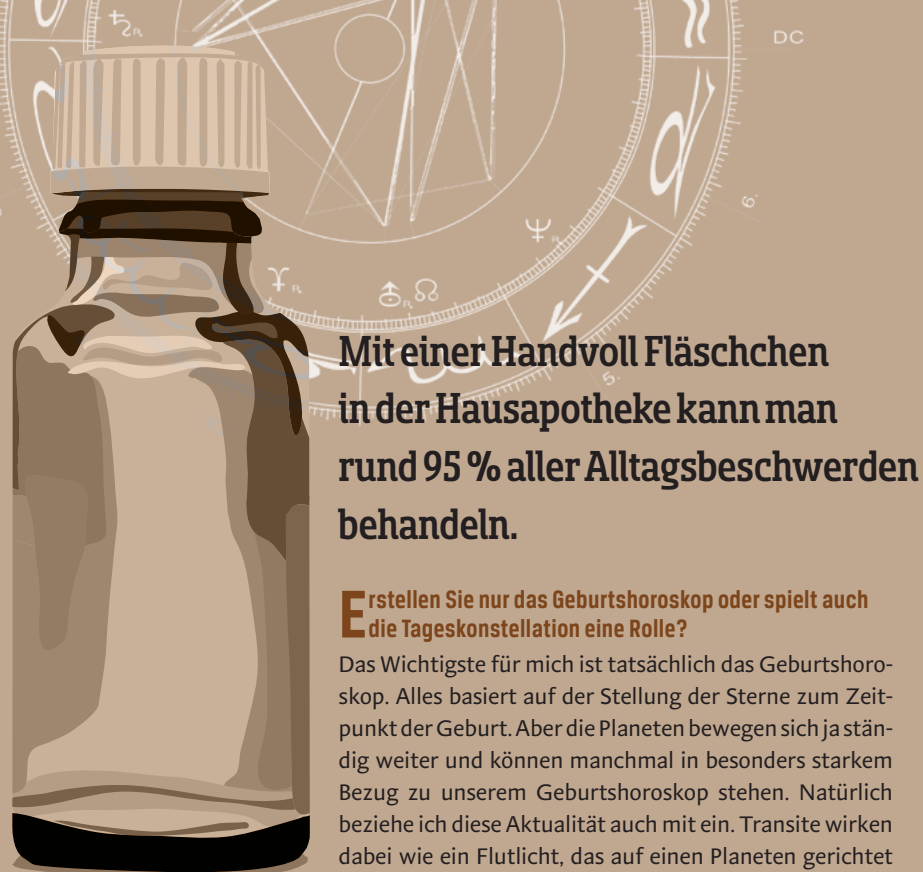 DC
6.
5.
Mit einer Handvoll Fläschchen
in der Hausapotheke kann man
rund 95 % aller Alltagsbeschwerden
behandeln.
Erstellen Sie nur das Geburtshoroskop oder spielt auch
die Tageskonstellation eine Rolle?
Das Wichtigste für mich ist tatsächlich das Geburtshoro-
skop. Alles basiert auf der Stellung der Sterne zum Zeit-
punkt der Geburt. Aber die Planeten bewegen sich ja stän-
dig weiter und können manchmal in besonders starkem
Bezug zu unserem Geburtshoroskop stehen. Natürlich
beziehe ich diese Aktualität auch mit ein. Transite wirken
dabei wie ein Flutlicht, das auf einen Planeten gerichtet